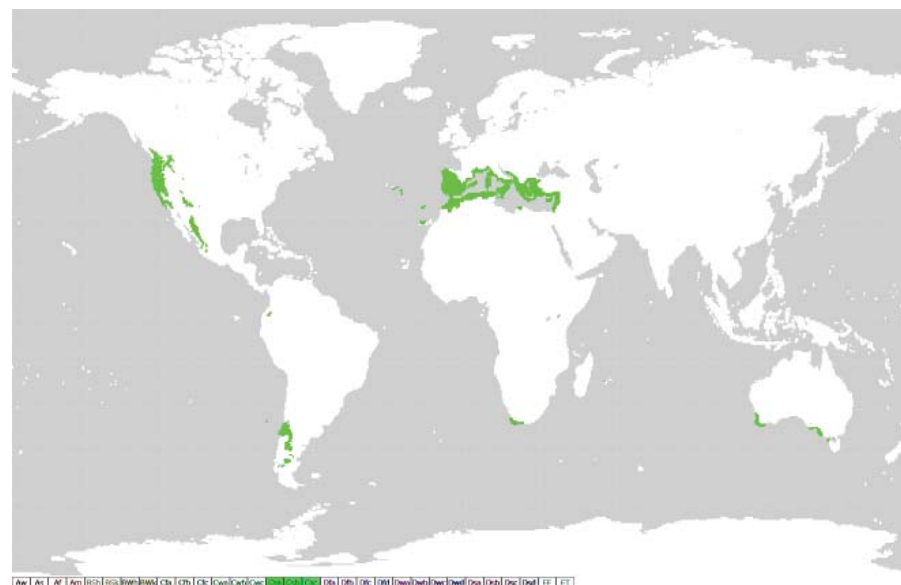 Aw As Af Am BSh BSk BWh BWk Cfa Cfb Cfc Cwa Cwb Cwc Csa Csb Csc Dfa Dfb Dfc Dfd Dwa Dwb Dwc Dwd Dsa Dsb Dsc Dsd EF ET